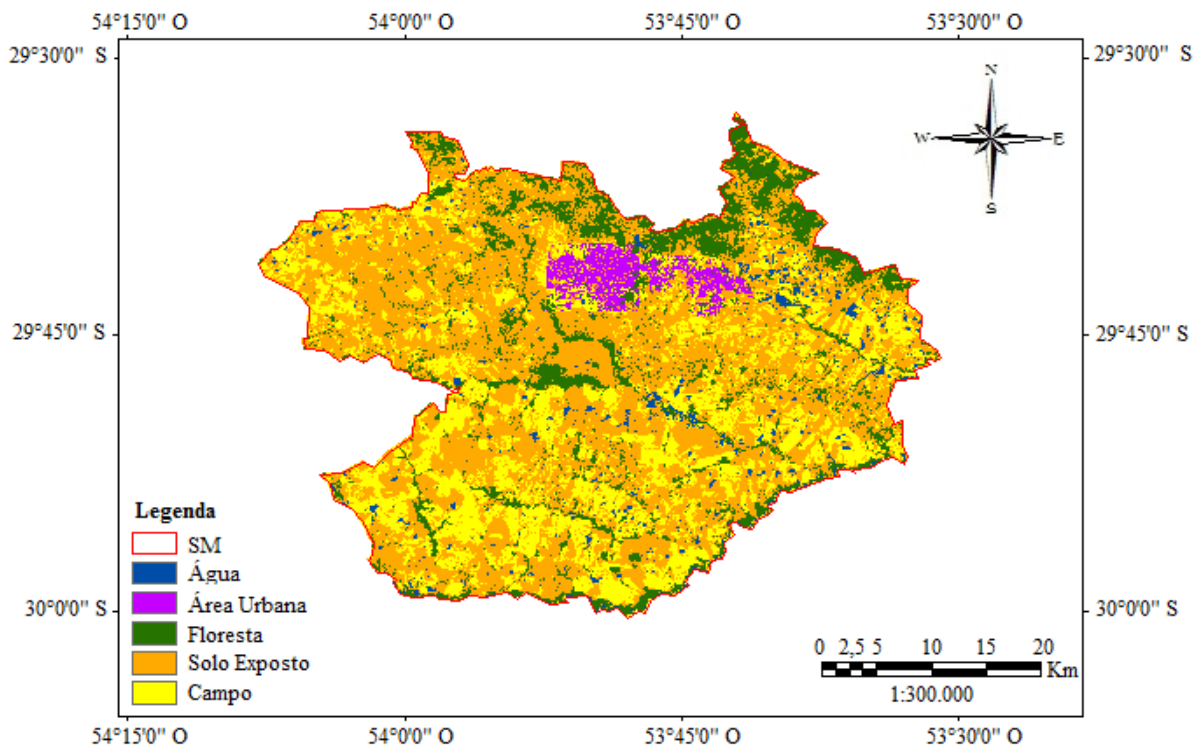 54°15'0" O 54°0'0" O 53°45'0" O 53°30'0" O
29°30'0" S 29°30'0" S
N
W E
S
29°45'0" S 29°45'0" S
Legenda
SM
Água
Área Urbana
Floresta
Solo Exposto
Campo
30°0'0" S 30°0'0" S
0 2,5 5 10 15 20
Km
1:300.000
54°15'0" O 54°0'0" O 53°45'0" O 53°30'0" O